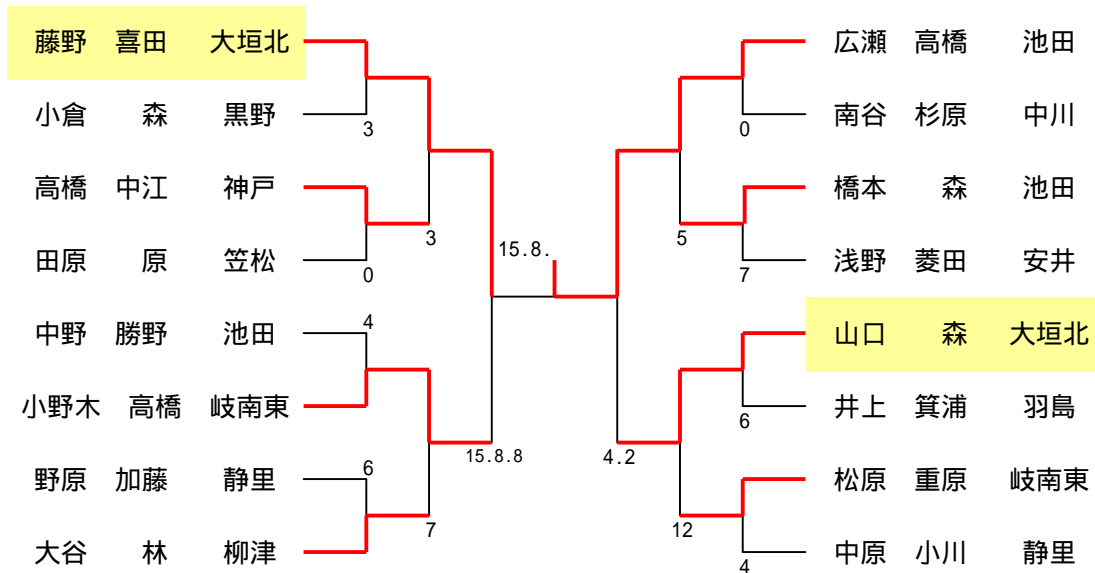 藤野 喜田 大垣北
小倉 森 黒野
3
高橋 中江 神戸
田原 原 笠松
0
3
中野 勝野 池田
4
小野木 高橋 岐南東
野原 加藤 静里
6
大谷 林 柳津
7
15.8.8
15.8.
広瀬 高橋 池田
南谷 杉原 中川
0
橋本 森 池田
浅野 菱田 安井
7
5
山口 森 大垣北
井上 箕浦 羽島
6
松原 重原 岐南東
中原 小川 静里
4
12
4.2